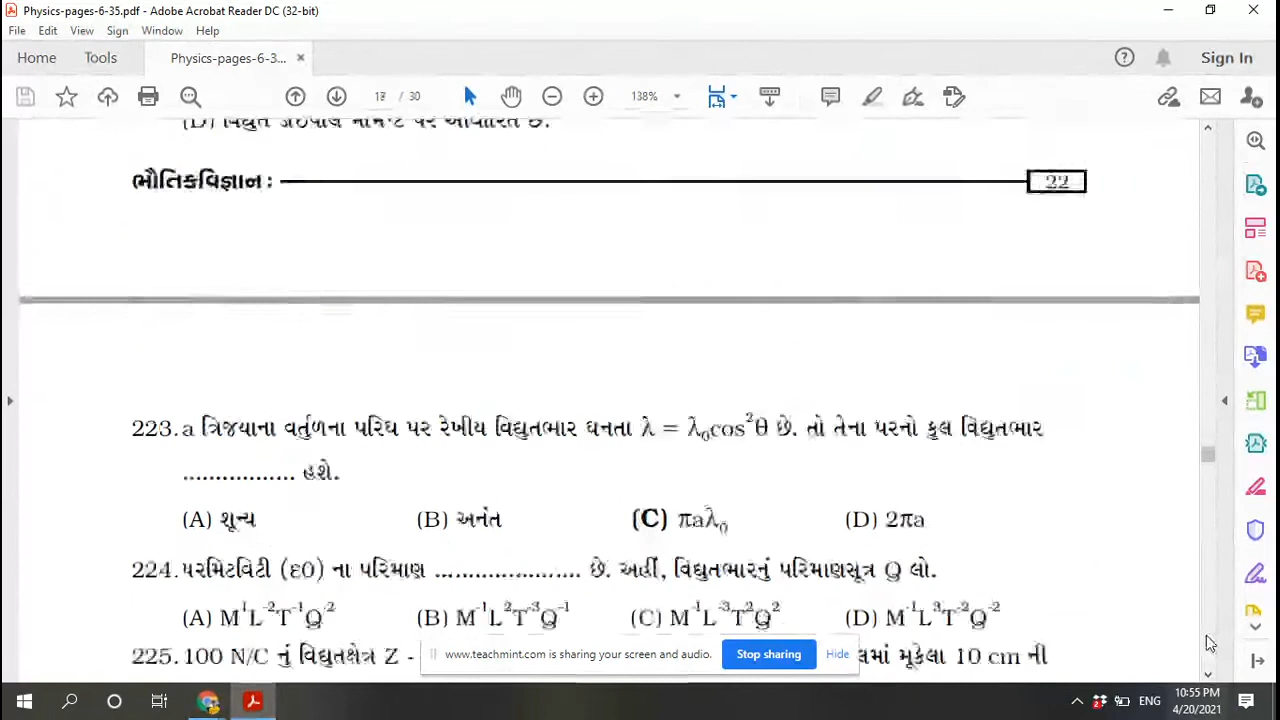 Physics-pages-6-35.pdf - Adobe Acrobat Reader DC (32-bit)
File Edit View Sign Window Help
Home Tools Physics-pages-6-3... × Sign In
17 / 30 138%
(D) વિદ્યુત ડાઇપોલ મોમેન્ટ પર આધારિત છે.
ભૌતિકવિજ્ઞાન : 22
223. a ત્રિજ્યાના વર્તુળના પરિઘ પર રેખીય વિદ્યુતભાર ઘનતા λ = λ₀cos²θ છે. તો તેના પરનો કુલ વિદ્યુતભાર
................. હશે.
(A) શૂન્ય (B) અનંત (C) πaλ₀ (D) 2πa
224. પરમિટિવિટી (ε0) ના પરિમાણ ...................... છે. અહીં, વિદ્યુતભારનું પરિમાણસૂત્ર Q લો.
(A) M¹L⁻²T⁻¹Q⁻² (B) M⁻¹L²T⁻³Q⁻¹ (C) M⁻¹L⁻³T²Q² (D) M⁻¹L³T⁻²Q⁻²
225. 100 N/C નું વિદ્યુતક્ષેત્ર Z - મૂકેલા 10 cm ની
www.teachmint.com is sharing your screen and audio. Stop sharing Hide
ENG 10:55 PM
4/20/2021